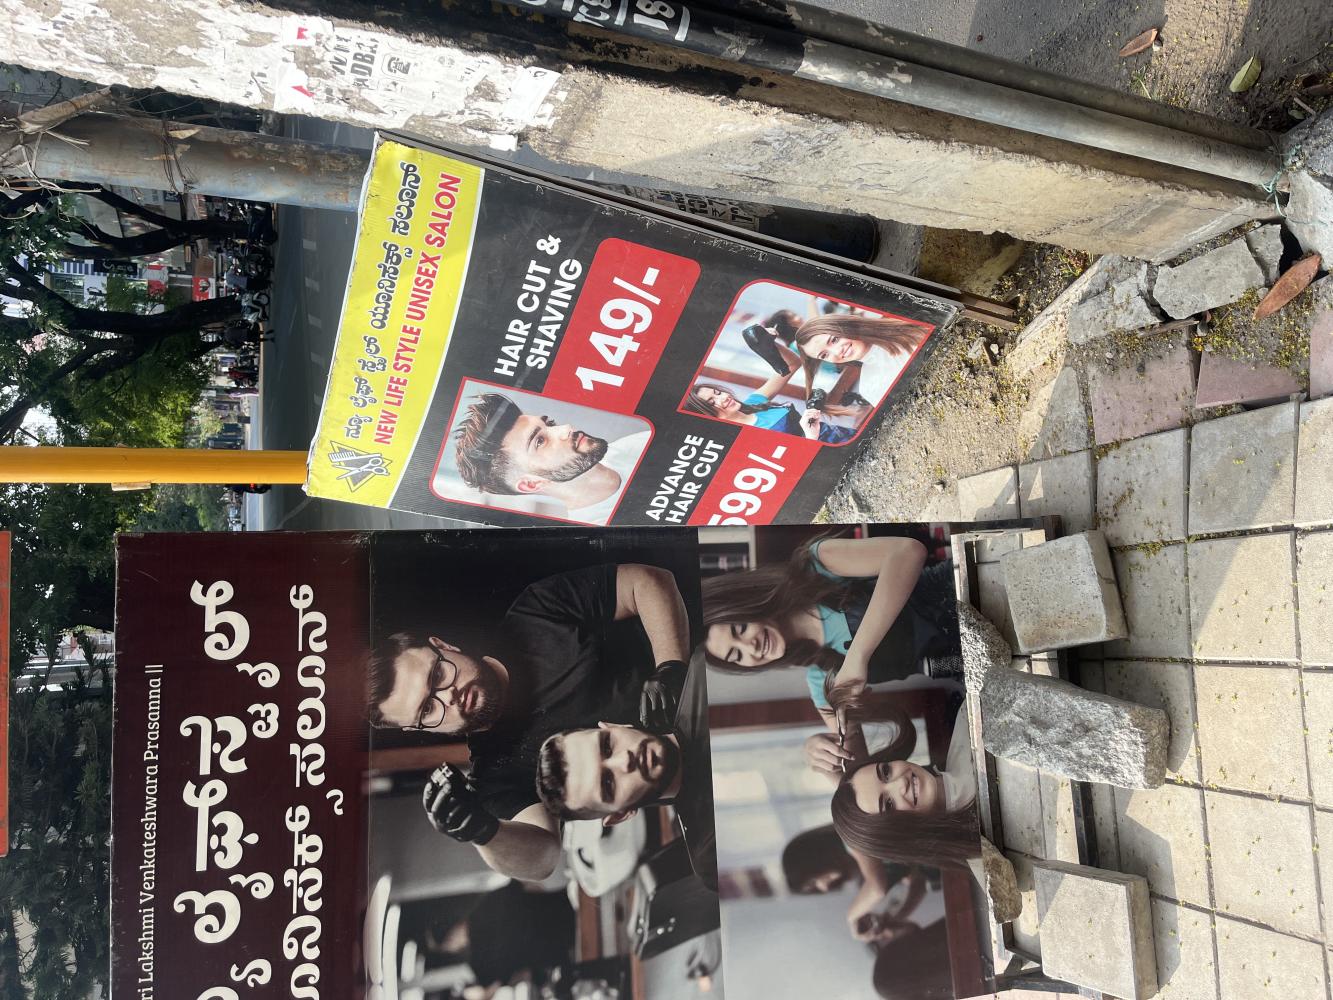 ri Lakshmi Venkateshwara Prasanna ||
ಲೈಫ್‌ಸ್ಟೈಲ್
ಯೂನಿಸೆಕ್ಸ್ ಸಲೂನ್
ನ್ಯೂ ಲೈಫ್ ಸ್ಟೈಲ್ ಯೂನಿಸೆಕ್ಸ್ ಸಲೂನ್
NEW LIFE STYLE UNISEX SALON
HAIR CUT &
SHAVING
149/-
ADVANCE
HAIR CUT
599/-